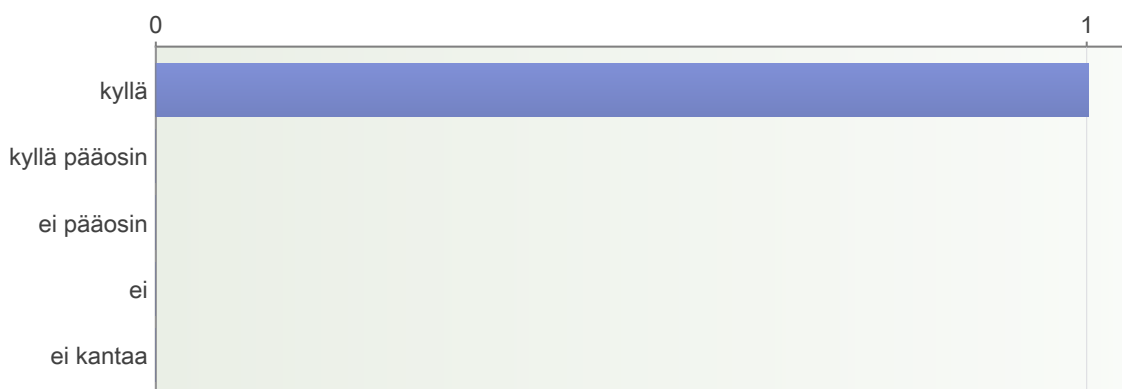 0 1
kyllä
kyllä pääosin
ei pääosin
ei
ei kantaa